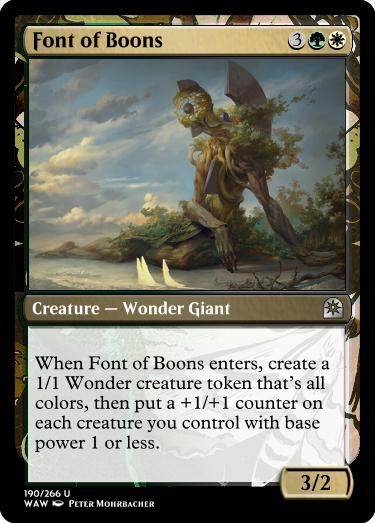 Font of Boons 3
Creature — Wonder Giant
When Font of Boons enters, create a
1/1 Wonder creature token that's all
colors, then put a +1/+1 counter on
each creature you control with base
power 1 or less.
3/2
190/266 U
WAW Peter Mohrbacher